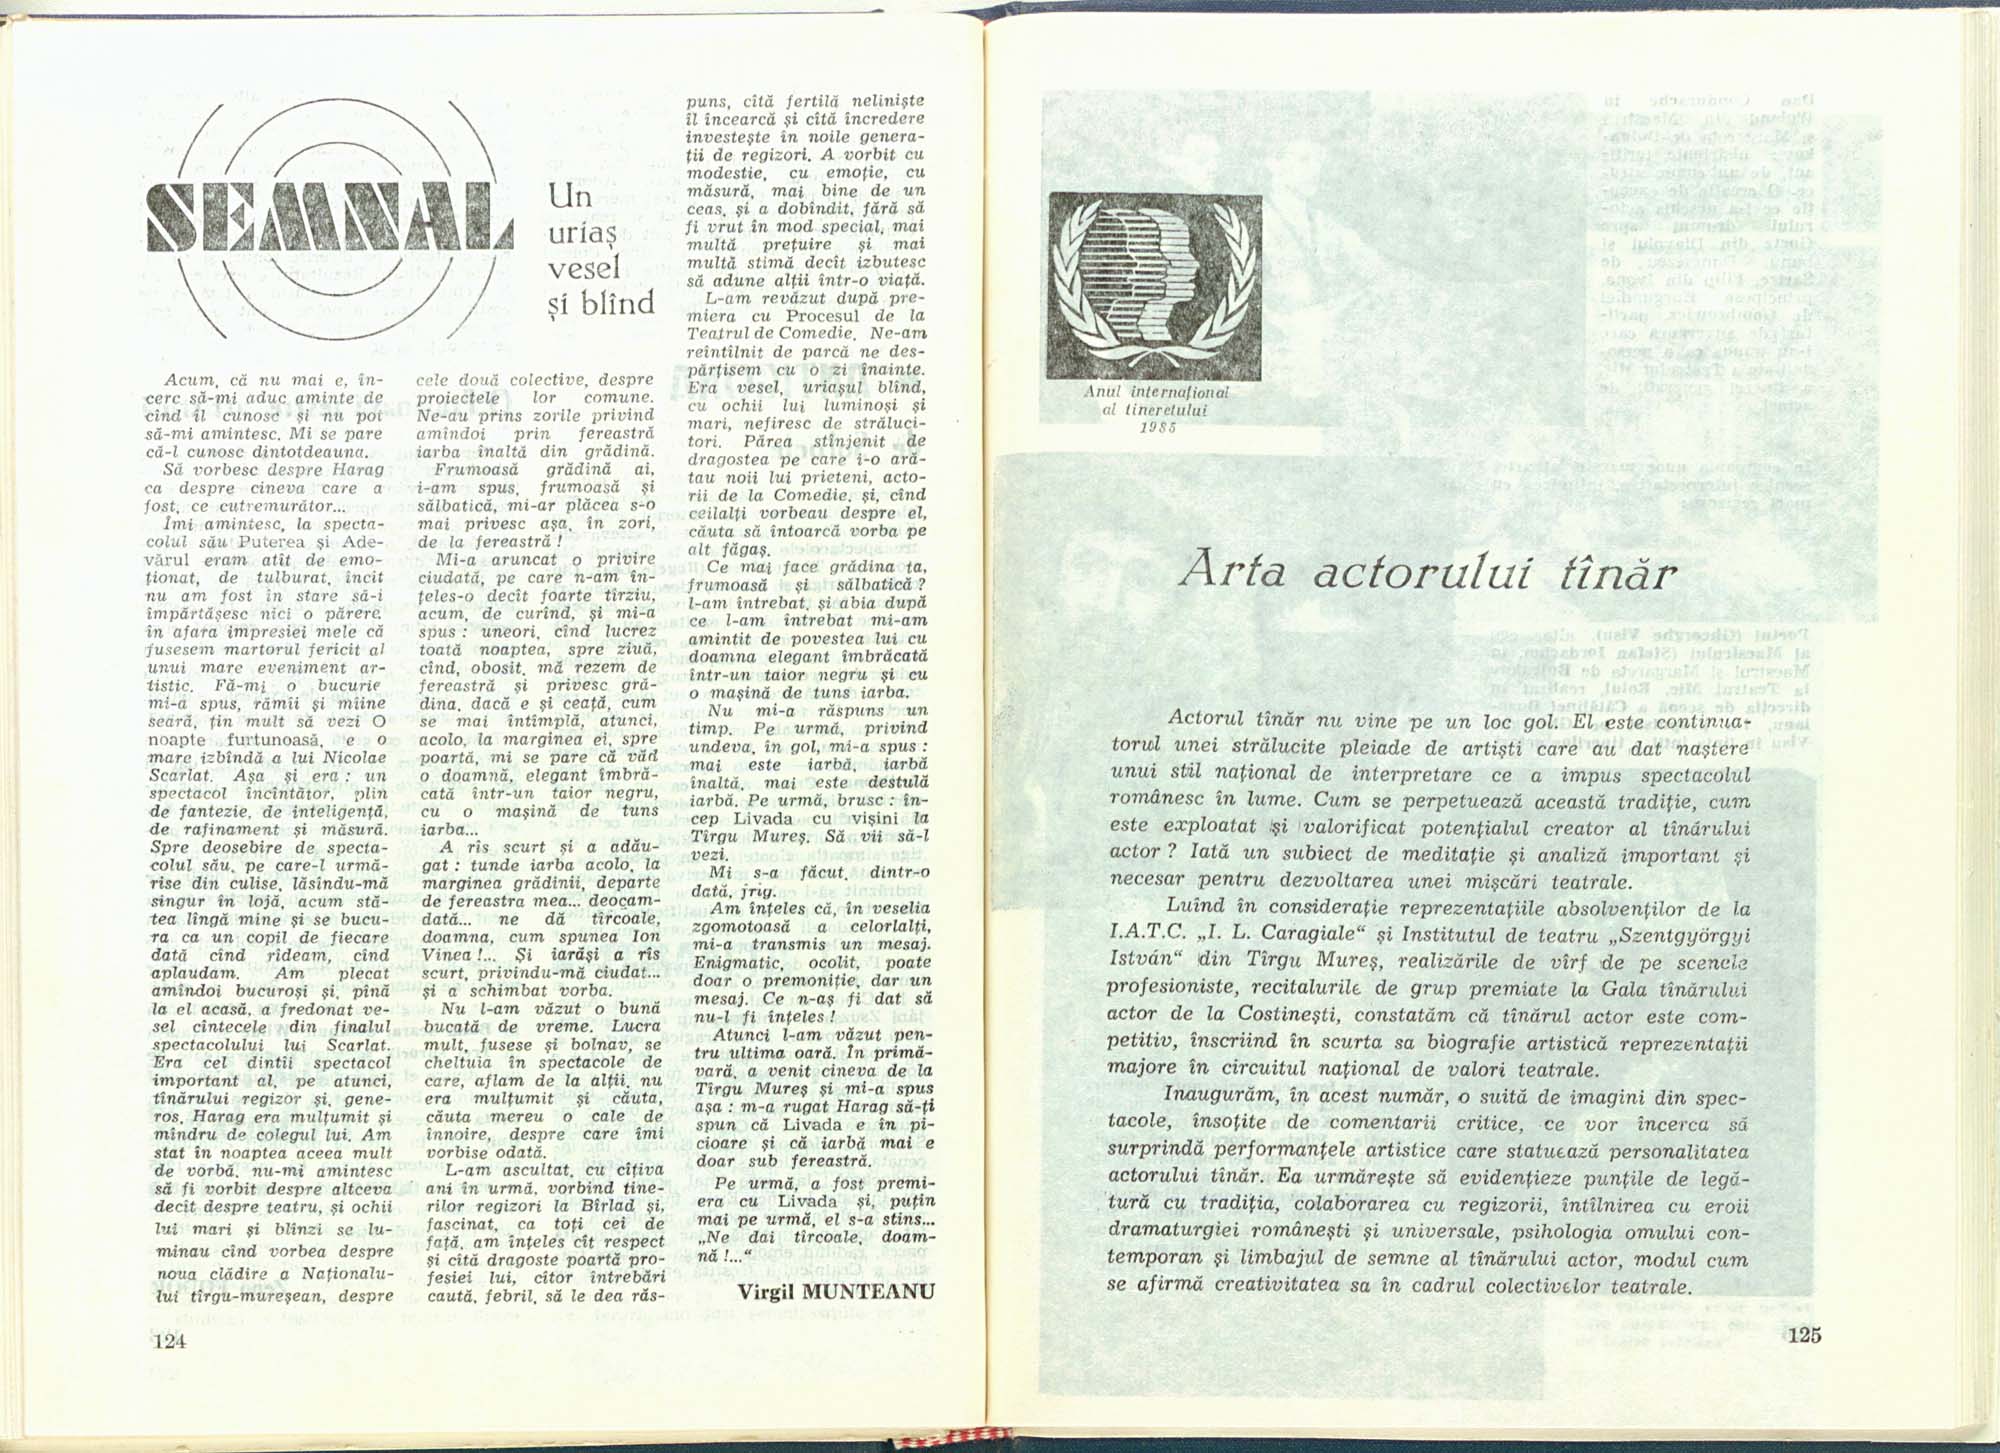 SEMNAL
Un
uriaș
vesel
și blînd
Acum, că nu mai e, în-
cerc să-mi aduc aminte de
cînd îl cunosc și nu pot
să-mi amintesc. Mi se pare
că-l cunosc dintotdeauna.
Să vorbesc despre Harag
ca despre cineva care a
fost, ce cutremurător...
Îmi amintesc, la specta-
colul său Puterea și Ade-
vărul eram atît de emo-
ționat, de tulburat, încît
nu am fost în stare să-i
împărtășesc nici o părere,
în afara impresiei mele că
fusesem martorul fericit al
unui mare eveniment ar-
tistic. Fă-mi o bucurie
mi-a spus, rămîi și mîine
seară, țin mult să vezi O
noapte furtunoasă, e o
mare izbîndă a lui Nicolae
Scarlat. Așa și era : un
spectacol încîntător, plin
de fantezie, de inteligență,
de rafinament și măsură.
Spre deosebire de specta-
colul său, pe care-l urmă-
rise din culise, lăsîndu-mă
singur în lojă, acum stă-
tea lîngă mine și se bucu-
ra ca un copil de fiecare
dată cînd rîdeam, cînd
aplaudam. Am plecat
amîndoi bucuroși și, pînă
la el acasă, a fredonat ve-
sel cîntecele din finalul
spectacolului lui Scarlat.
Era cel dintîi spectacol
important al, pe atunci,
tînărului regizor și, gene-
ros, Harag era mulțumit și
mîndru de colegul lui. Am
stat în noaptea aceea mult
de vorbă, nu-mi amintesc
să fi vorbit despre altceva
decît despre teatru, și ochii
lui mari și blînzi se lu-
minau cînd vorbea despre
noua clădire a Naționalu-
lui tîrgu-mureșean, despre
cele două colective, despre
proiectele lor comune.
Ne-au prins zorile privind
amîndoi prin fereastră
iarba înaltă din grădină.
Frumoasă grădină ai,
i-am spus, frumoasă și
sălbatică, mi-ar plăcea s-o
mai privesc așa, în zori,
de la fereastră !
Mi-a aruncat o privire
ciudată, pe care n-am în-
țeles-o decît foarte tîrziu,
acum, de curînd, și mi-a
spus : uneori, cînd lucrez
toată noaptea, spre ziuă,
cînd, obosit, mă rezem de
fereastră și privesc gră-
dina, dacă e și ceață, cum
se mai întîmplă, atunci,
acolo, la marginea ei, spre
poartă, mi se pare că văd
o doamnă, elegant îmbră-
cată într-un taior negru,
cu o mașină de tuns
iarba...
A rîs scurt și a adău-
gat : tunde iarba acolo, la
marginea grădinii, departe
de fereastra mea... deocam-
dată... ne dă tîrcoale,
doamna, cum spunea Ion
Vinea !... Și iarăși a rîs
scurt, privindu-mă ciudat...
și a schimbat vorba.
Nu l-am văzut o bună
bucată de vreme. Lucra
mult, fusese și bolnav, se
cheltuia în spectacole de
care, aflam de la alții, nu
era mulțumit și căuta,
căuta mereu o cale de
înnoire, despre care îmi
vorbise odată.
L-am ascultat, cu cîțiva
ani în urmă, vorbind tine-
rilor regizori la Bîrlad și,
fascinat, ca toți cei de
față, am înțeles cît respect
și cîtă dragoste poartă pro-
fesiei lui, cîtor întrebări
caută, febril, să le dea răs-
puns, cîtă fertilă neliniște
îl încearcă și cîtă încredere
investește în noile genera-
ții de regizori. A vorbit cu
modestie, cu emoție, cu
măsură, mai bine de un
ceas, și a dobîndit, fără să
fi vrut în mod special, mai
multă prețuire și mai
multă stimă decît izbutesc
să adune alții într-o viață.
L-am revăzut după pre-
miera cu Procesul de la
Teatrul de Comedie. Ne-am
reîntîlnit de parcă ne des-
părțisem cu o zi înainte.
Era vesel, uriașul blînd,
cu ochii lui luminoși și
mari, nefiresc de străluci-
tori. Părea stînjenit de
dragostea pe care i-o ară-
tau noii lui prieteni, acto-
rii de la Comedie, și, cînd
ceilalți vorbeau despre el,
căuta să întoarcă vorba pe
alt făgaș.
Ce mai face grădina ta,
frumoasă și sălbatică ?
l-am întrebat, și abia după
ce l-am întrebat mi-am
amintit de povestea lui cu
doamna elegant îmbrăcată
într-un taior negru și cu
o mașină de tuns iarba.
Nu mi-a răspuns un
timp. Pe urmă, privind
undeva, în gol, mi-a spus :
mai este iarbă, iarbă
înaltă, mai este destulă
iarbă. Pe urmă, brusc : în-
cep Livada cu vișini la
Tîrgu Mureș. Să vii să-l
vezi.
Mi s-a făcut, dintr-o
dată, frig.
Am înțeles că, în veselia
zgomotoasă a celorlalți,
mi-a transmis un mesaj.
Enigmatic, ocolit, poate
doar o premoniție, dar un
mesaj. Ce n-aș fi dat să
nu-l fi înțeles !
Atunci l-am văzut pen-
tru ultima oară. În primă-
vară, a venit cineva de la
Tîrgu Mureș și mi-a spus
așa : m-a rugat Harag să-ți
spun că Livada e în pi-
cioare și că iarbă mai e
doar sub fereastră.
Pe urmă, a fost premi-
era cu Livada și, puțin
mai pe urmă, el s-a stins...
„Ne dai tîrcoale, doam-
nă !...“
Virgil MUNTEANU
124
Anul internațional
al tineretului
1985
Arta actorului tînăr
Actorul tînăr nu vine pe un loc gol. El este continua-
torul unei strălucite pleiade de artiști care au dat naștere
unui stil național de interpretare ce a impus spectacolul
românesc în lume. Cum se perpetuează această tradiție, cum
este exploatat și valorificat potențialul creator al tînărului
actor ? Iată un subiect de meditație și analiză important și
necesar pentru dezvoltarea unei mișcări teatrale.
Luînd în considerație reprezentațiile absolvenților de la
I.A.T.C. „I. L. Caragiale“ și Institutul de teatru „Szentgyörgyi
István“ din Tîrgu Mureș, realizările de vîrf de pe scenele
profesioniste, recitalurile de grup premiate la Gala tînărului
actor de la Costinești, constatăm că tînărul actor este com-
petitiv, înscriind în scurta sa biografie artistică reprezentații
majore în circuitul național de valori teatrale.
Inaugurăm, în acest număr, o suită de imagini din spec-
tacole, însoțite de comentarii critice, ce vor încerca să
surprindă performanțele artistice care statuează personalitatea
actorului tînăr. Ea urmărește să evidențieze punțile de legă-
tură cu tradiția, colaborarea cu regizorii, întîlnirea cu eroii
dramaturgiei românești și universale, psihologia omului con-
temporan și limbajul de semne al tînărului actor, modul cum
se afirmă creativitatea sa în cadrul colectivelor teatrale.
125